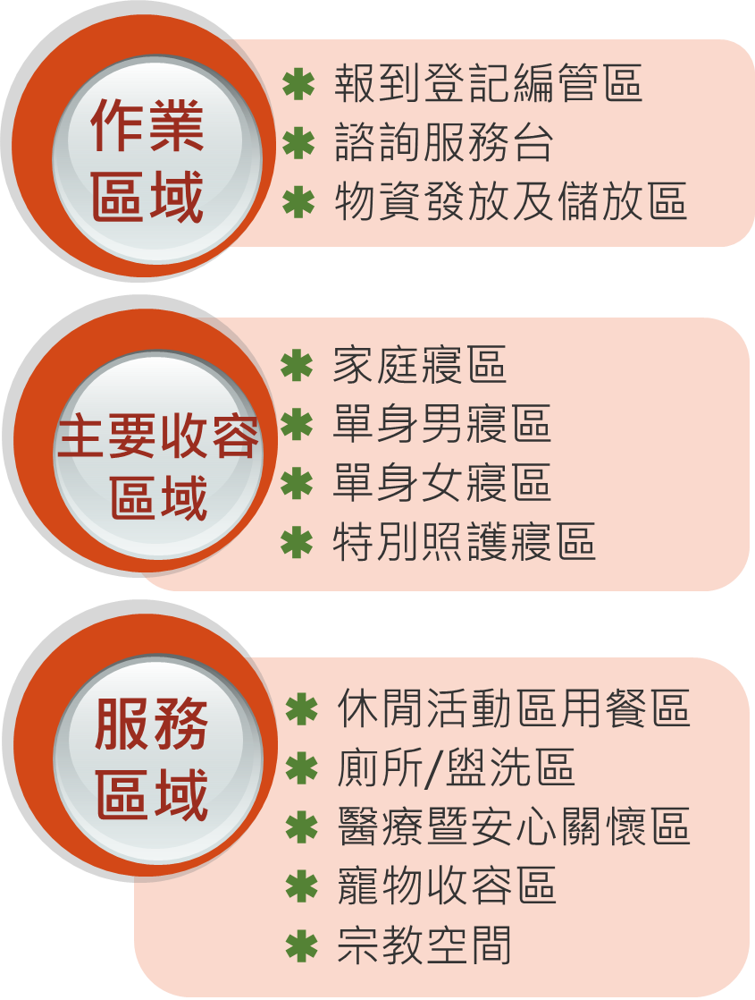 作業
區域
報到登記編管區
諮詢服務台
物資發放及儲放區
主要收容
區域
家庭寢區
單身男寢區
單身女寢區
特別照護寢區
服務
區域
休閒活動區用餐區
廁所/盥洗區
醫療暨安心關懷區
寵物收容區
宗教空間